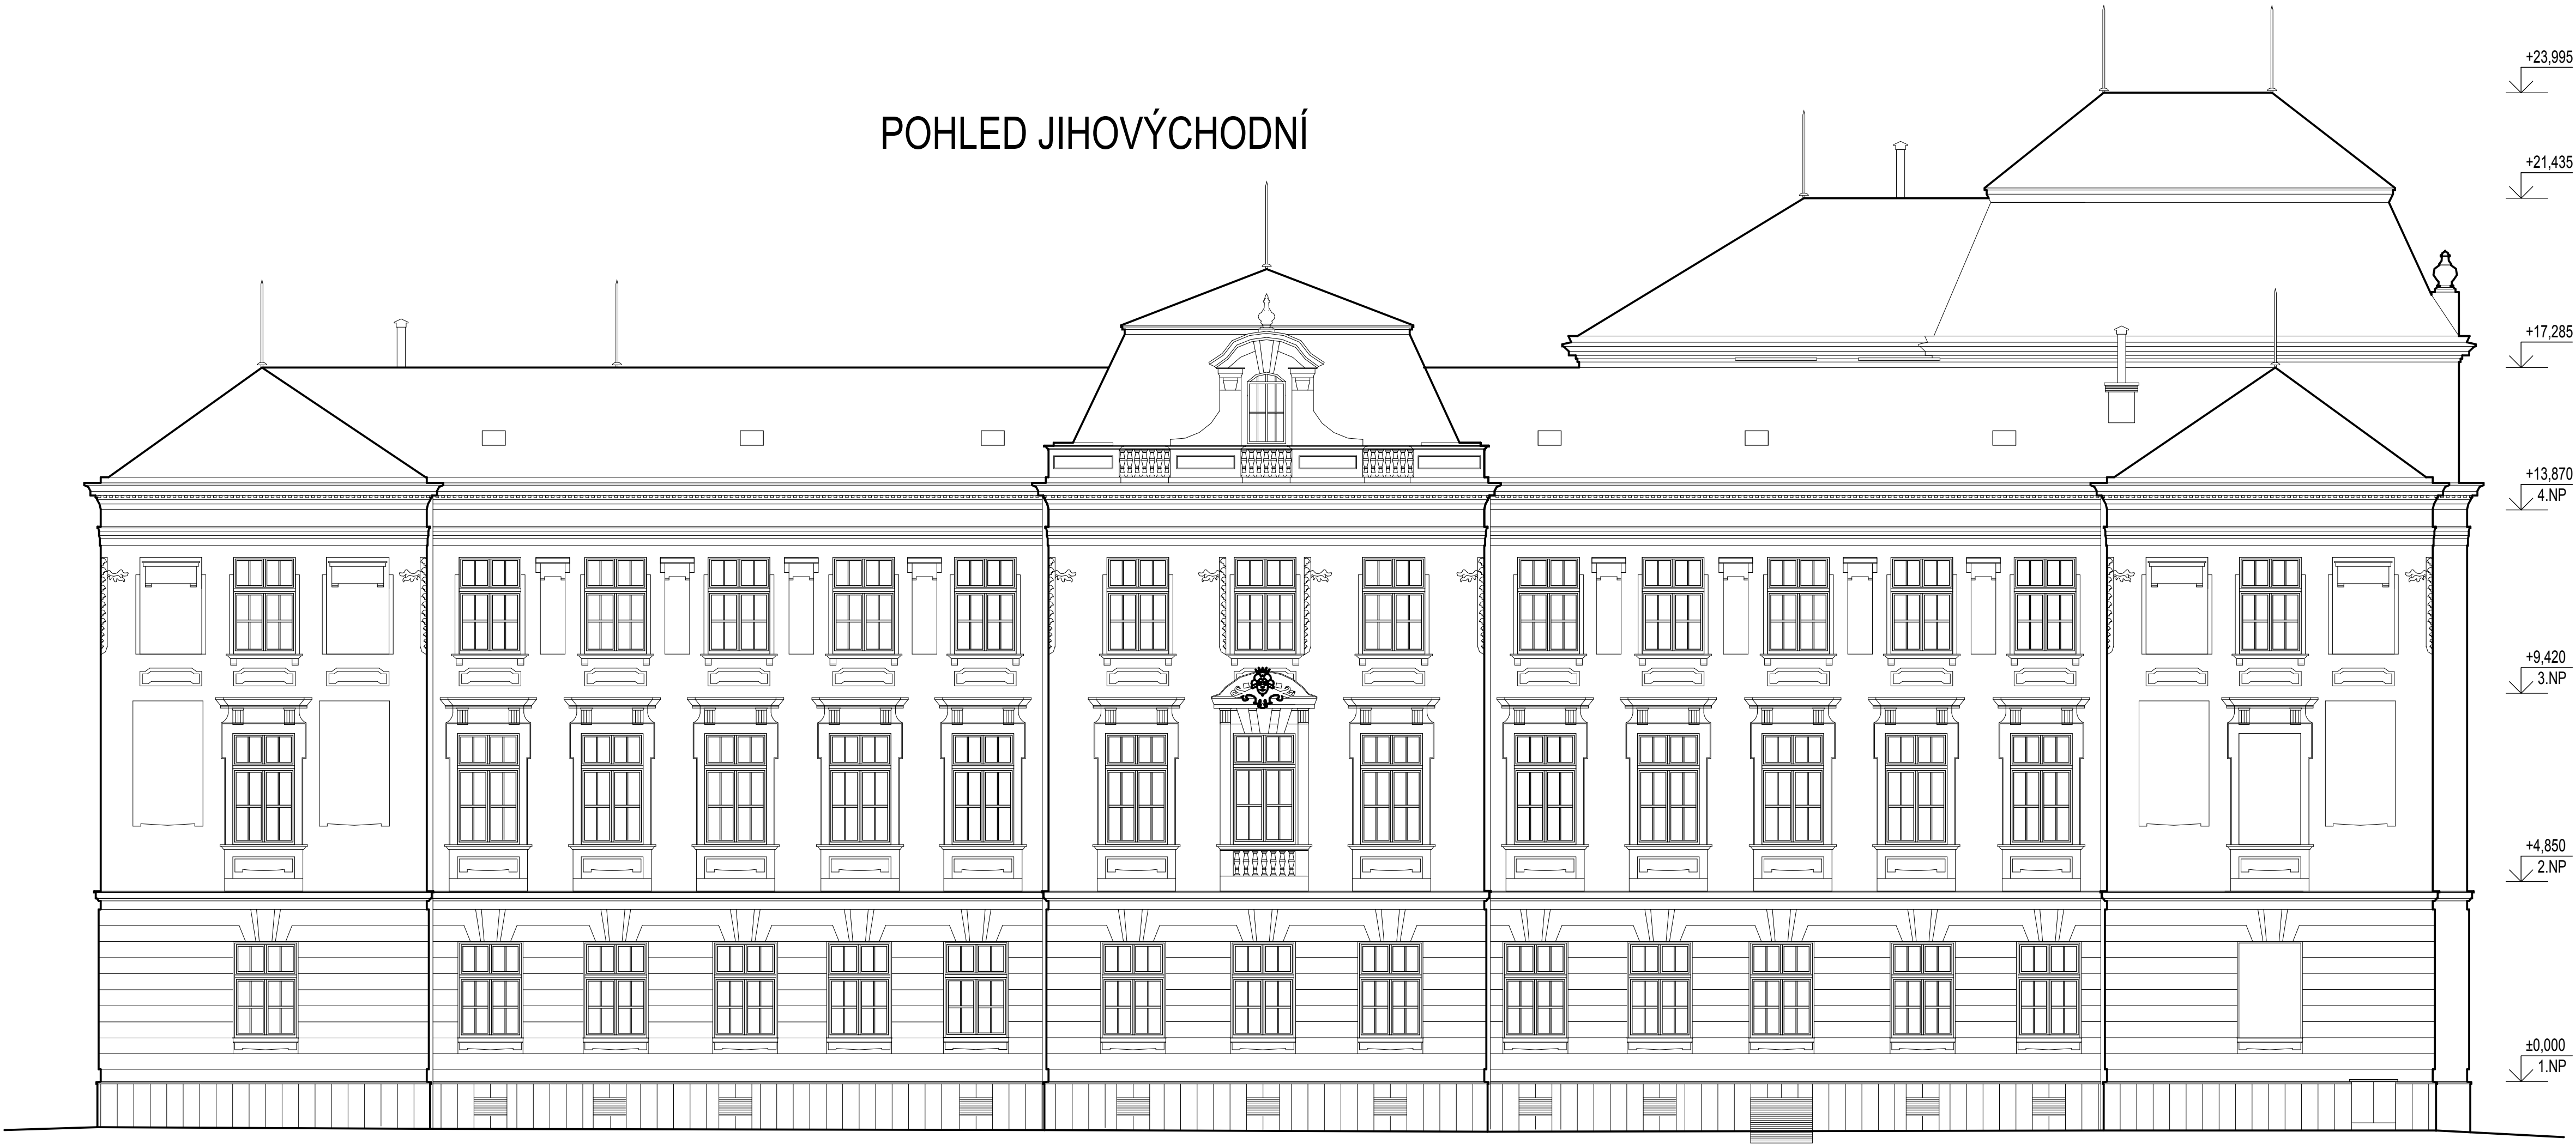 POHLED JIHOVÝCHODNÍ
+23,995
+21,435
+17,285
+13,870
4.NP
+9,420
3.NP
+4,850
2.NP
±0,000
1.NP